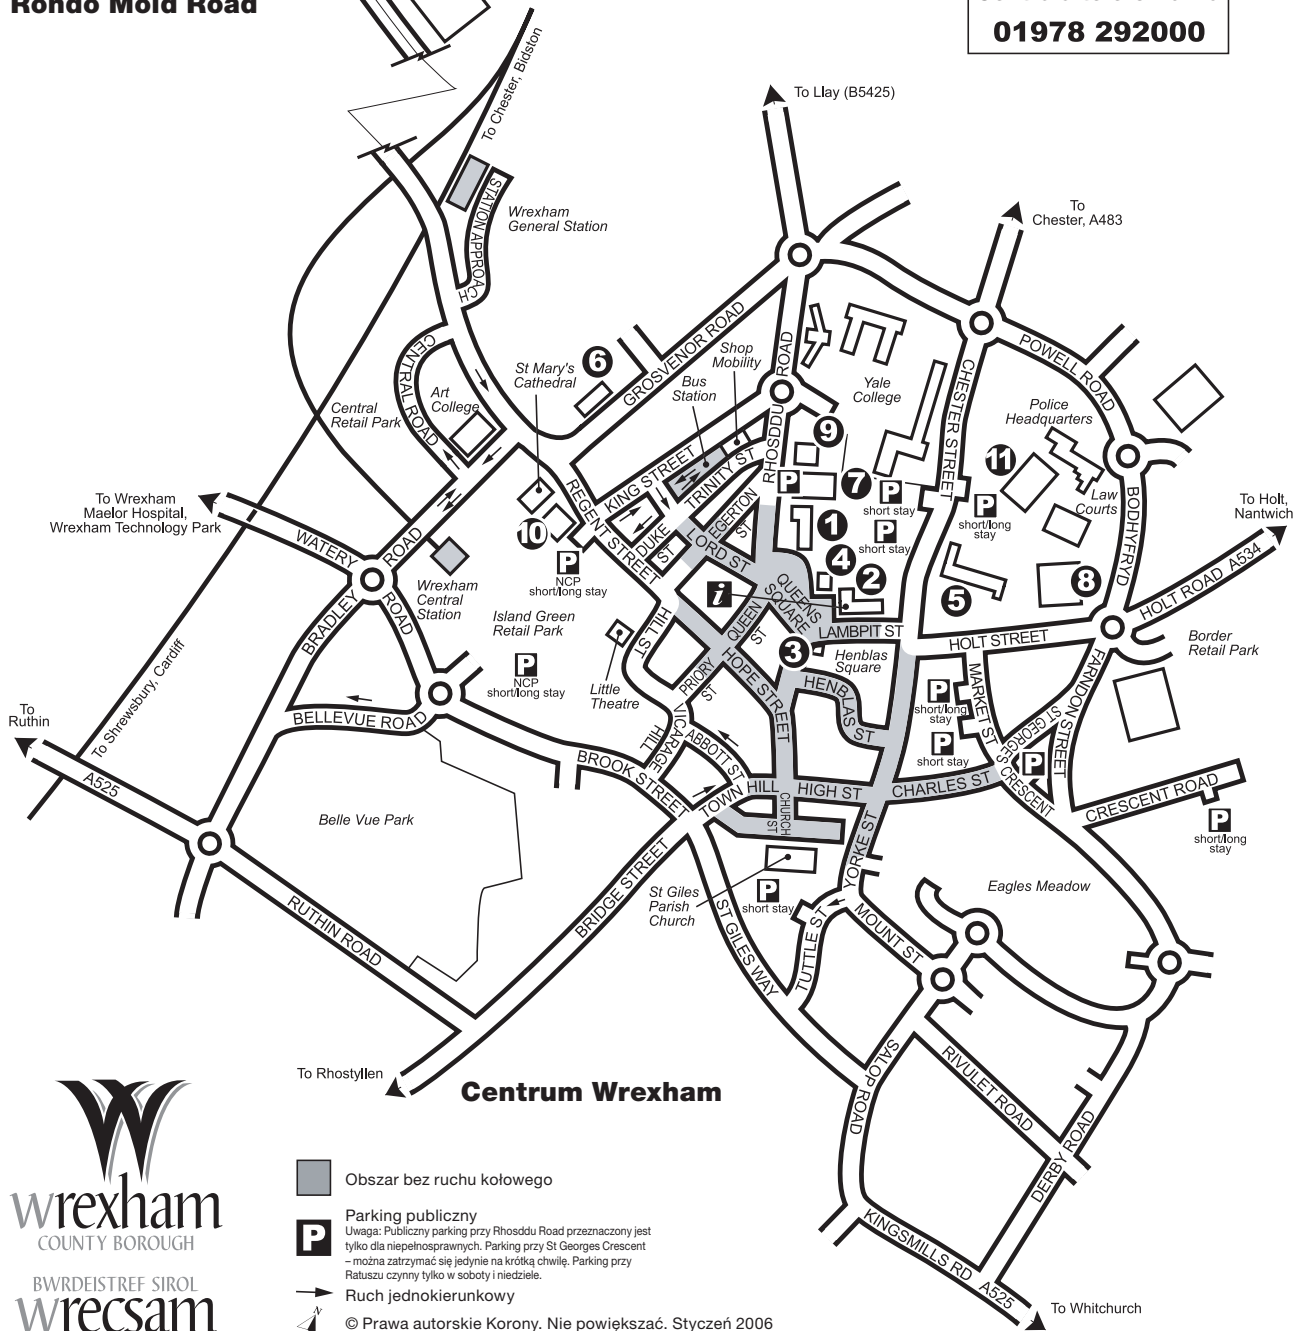 Rondo Mold Road
01978 292000
To Chester, Bidston
To Llay (B5425)
To
Chester, A483
STATION APPROACH
Wrexham
General Station
POWELL ROAD
GROSVENOR ROAD
RHOSDDU ROAD
Shop
Mobility
St Mary's
Cathedral
6
Bus
Station
Yale
College
CHESTER STREET
Police
Headquarters
CENTRAL ROAD
Central
Retail Park
Art
College
9
11
KING STREET
TRINITY ST
P
7
P
short stay
P
short/long
stay
Law
Courts
BODHYFRYD
To Holt,
Nantwich
To Wrexham
Maelor Hospital,
Wrexham Technology Park
REGENT STREET
DUKE ST
EGERTON ST
LORD ST
1
P
short stay
10
P
NCP
short/long stay
WATERY ROAD
Wrexham
Central
Station
4
2
i
QUEENS SQUARE
QUEEN ST
5
8
HOLT ROAD A534
Island Green
Retail Park
HILL ST
LAMBPIT ST
HOLT STREET
Border
Retail Park
BRADLEY ROAD
3
Henblas
Square
P
NCP
short/long stay
Little
Theatre
PRIORY ST
HOPE STREET
HENBLAS ST
P
short/long
stay
MARKET ST
ST GEORGES CRESCENT
FARNDON STREET
To
Ruthin
To Shrewsbury, Cardiff
BELLEVUE ROAD
VICARAGE HILL
ABBOTT ST
P
short stay
P
A525
BROOK STREET
TOWN HILL
HIGH ST
CHARLES ST
CRESCENT ROAD
Belle Vue Park
CHURCH ST
P
short/long
stay
YORKE ST
BRIDGE STREET
St Giles
Parish
Church
P
short stay
Eagles Meadow
RUTHIN ROAD
ST GILES WAY
TUTTLE ST
MOUNT ST
To Rhostyllen
Centrum Wrexham
SALOP ROAD
RIVULET ROAD
DERBY ROAD
KINGSMILLS RD
A525
To Whitchurch
wrexham
COUNTY BOROUGH
BWRDEISTREF SIROL
wrecsam
Obszar bez ruchu kołowego
P
Parking publiczny
Uwaga: Publiczny parking przy Rhosddu Road przeznaczony jest
tylko dla niepełnosprawnych. Parking przy St Georges Crescent
– można zatrzymać się jedynie na krótką chwilę. Parking przy
Ratuszu czynny tylko w soboty i niedziele.
Ruch jednokierunkowy
N
© Prawa autorskie Korony. Nie powiększać. Styczeń 2006